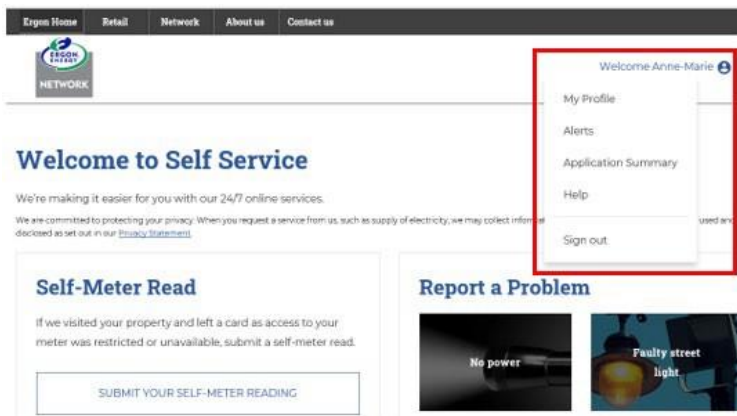 Ergon Home Retail Network About us Contact us
ERGON
ENERGY
NETWORK
Welcome Anne-Marie
My Profile
Alerts
Application Summary
Help
Sign out
Welcome to Self Service
We're making it easier for you with our 24/7 online services.
We are committed to protecting your privacy. When you request a service from us, such as supply of electricity, we may collect used and
disclosed as set out in our Privacy Statement.
Self-Meter Read
If we visited your property and left a card as access to your
meter was restricted or unavailable, submit a self-meter read.
SUBMIT YOUR SELF-METER READING
Report a Problem
No power
Faulty street
light